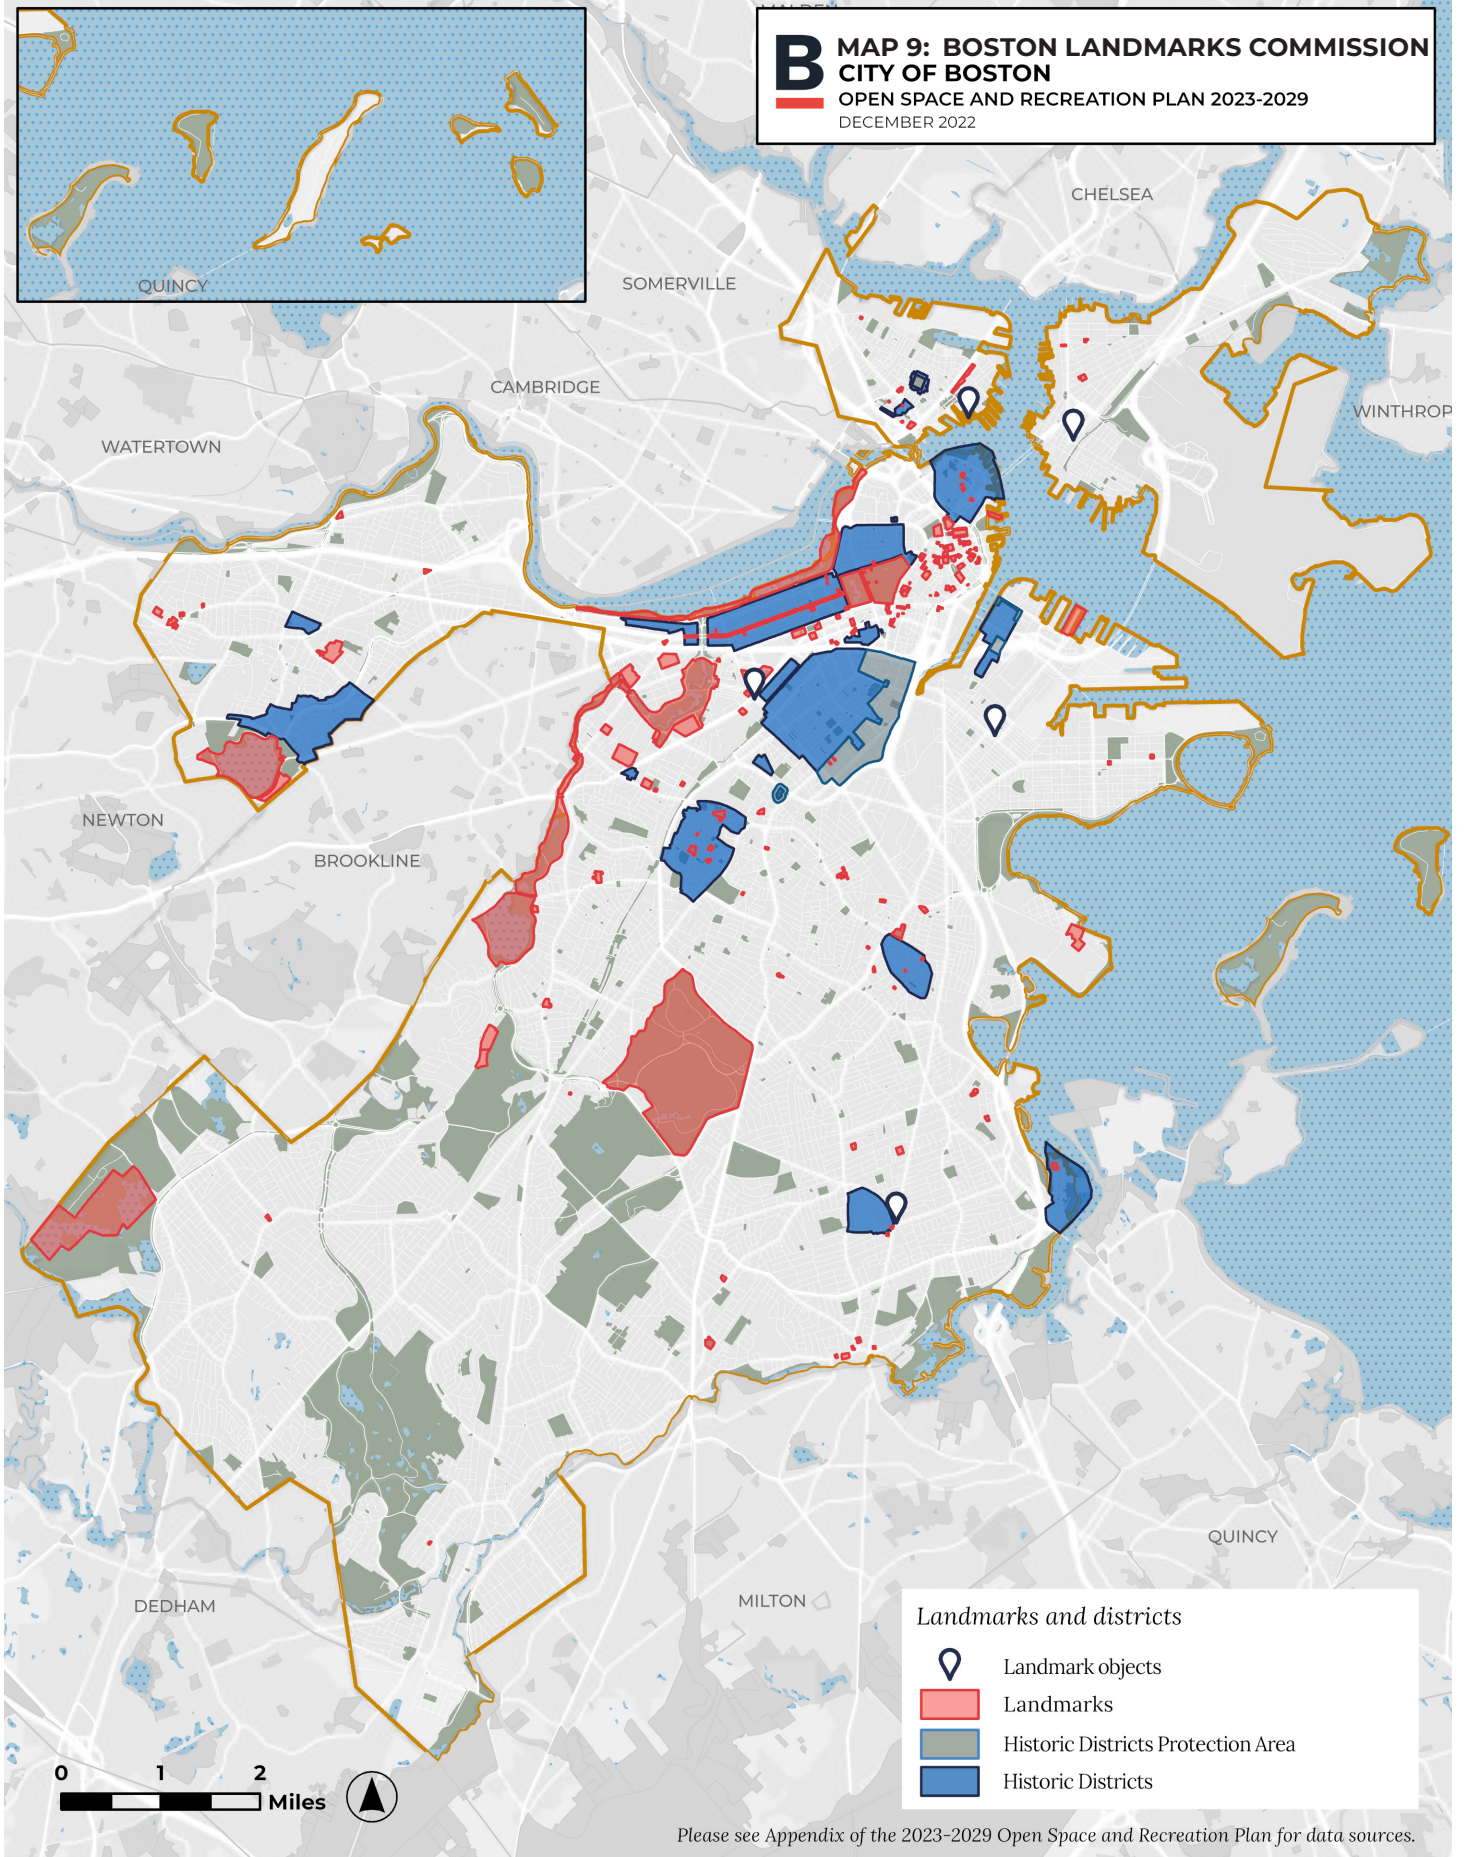 MAP 9: BOSTON LANDMARKS COMMISSION
B
CITY OF BOSTON
OPEN SPACE AND RECREATION PLAN 2023-2029
DECEMBER 2022
MALDEN
CHELSEA
QUINCY
SOMERVILLE
CAMBRIDGE
WINTHROP
WATERTOWN
NEWTON
BROOKLINE
QUINCY
DEDHAM
MILTON
Landmarks and districts
Landmark objects
Landmarks
Historic Districts Protection Area
Historic Districts
0 1 2
Miles
Please see Appendix of the 2023-2029 Open Space and Recreation Plan for data sources.